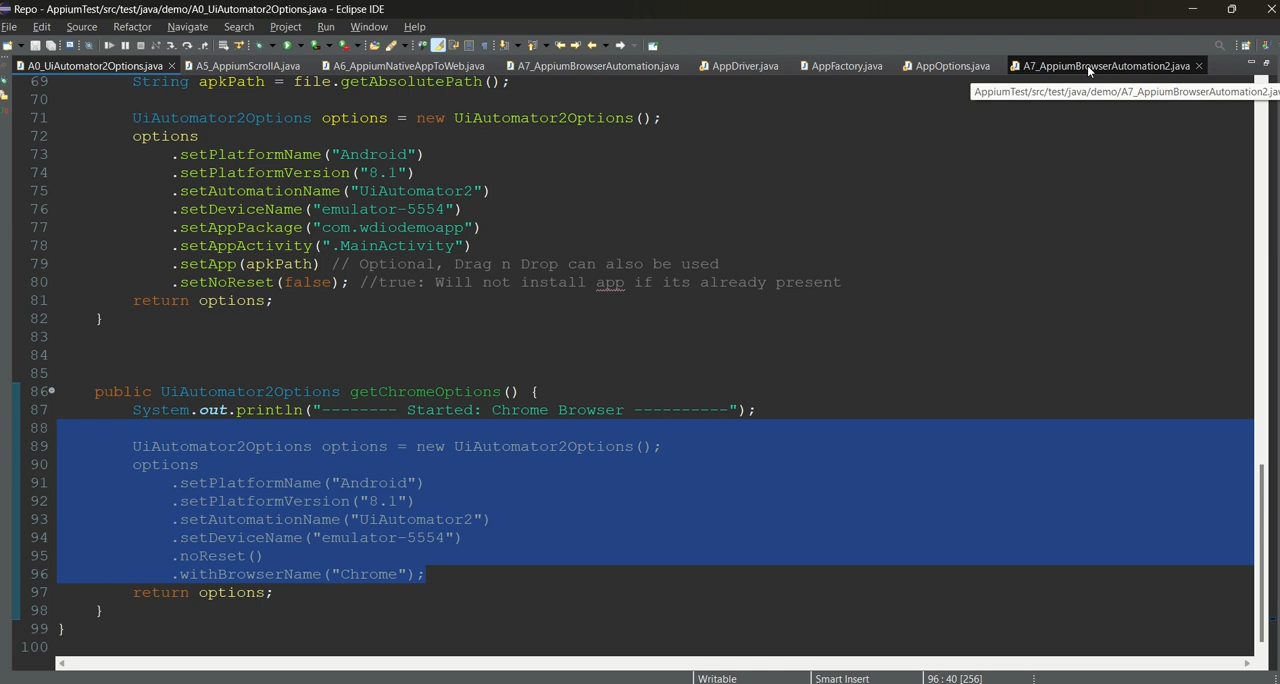 Repo - AppiumTest/src/test/java/demo/A0_UiAutomator2Options.java - Eclipse IDE
File Edit Source Refactor Navigate Search Project Run Window Help
A0_UiAutomator2Options.java A5_AppiumScrollA.java A6_AppiumNativeAppToWeb.java A7_AppiumBrowserAutomation.java AppDriver.java AppFactory.java AppOptions.java A7_AppiumBrowserAutomation2.java
AppiumTest/src/test/java/demo/A7_AppiumBrowserAutomation2.jav
69 String apkPath = file.getAbsolutePath();
70
71 UiAutomator2Options options = new UiAutomator2Options();
72 options
73 .setPlatformName("Android")
74 .setPlatformVersion("8.1")
75 .setAutomationName("UiAutomator2")
76 .setDeviceName("emulator-5554")
77 .setAppPackage("com.wdiodemoapp")
78 .setAppActivity(".MainActivity")
79 .setApp(apkPath) // Optional, Drag n Drop can also be used
80 .setNoReset(false); //true: Will not install app if its already present
81 return options;
82 }
83
84
85
86 public UiAutomator2Options getChromeOptions() {
87 System.out.println("-------- Started: Chrome Browser ----------");
88
89 UiAutomator2Options options = new UiAutomator2Options();
90 options
91 .setPlatformName("Android")
92 .setPlatformVersion("8.1")
93 .setAutomationName("UiAutomator2")
94 .setDeviceName("emulator-5554")
95 .noReset()
96 .withBrowserName("Chrome");
97 return options;
98 }
99 }
100
Writable Smart Insert 96 : 40 [256]